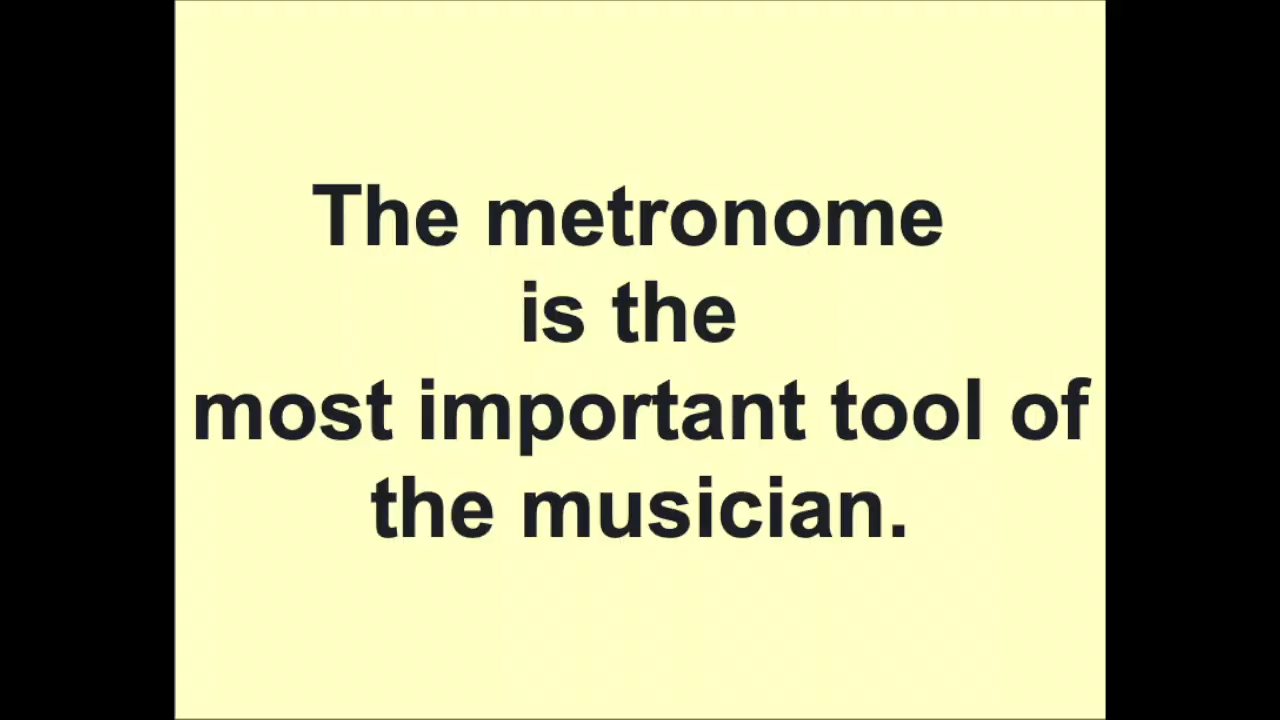 The metronome
is the
most important tool of
the musician.